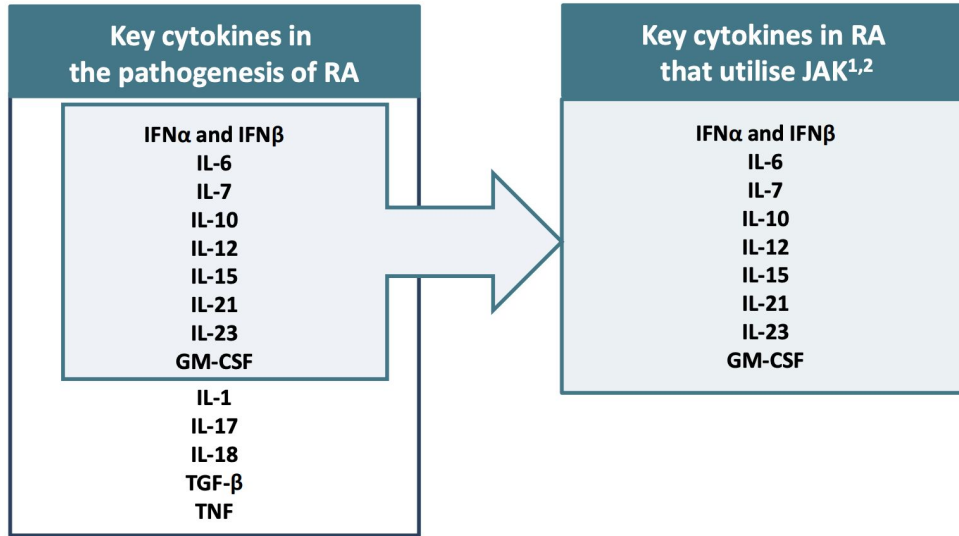 Key cytokines in
the pathogenesis of RA
IFNα and IFNβ
IL-6
IL-7
IL-10
IL-12
IL-15
IL-21
IL-23
GM-CSF
IL-1
IL-17
IL-18
TGF-β
TNF
Key cytokines in RA
that utilise JAK1,2
IFNα and IFNβ
IL-6
IL-7
IL-10
IL-12
IL-15
IL-21
IL-23
GM-CSF